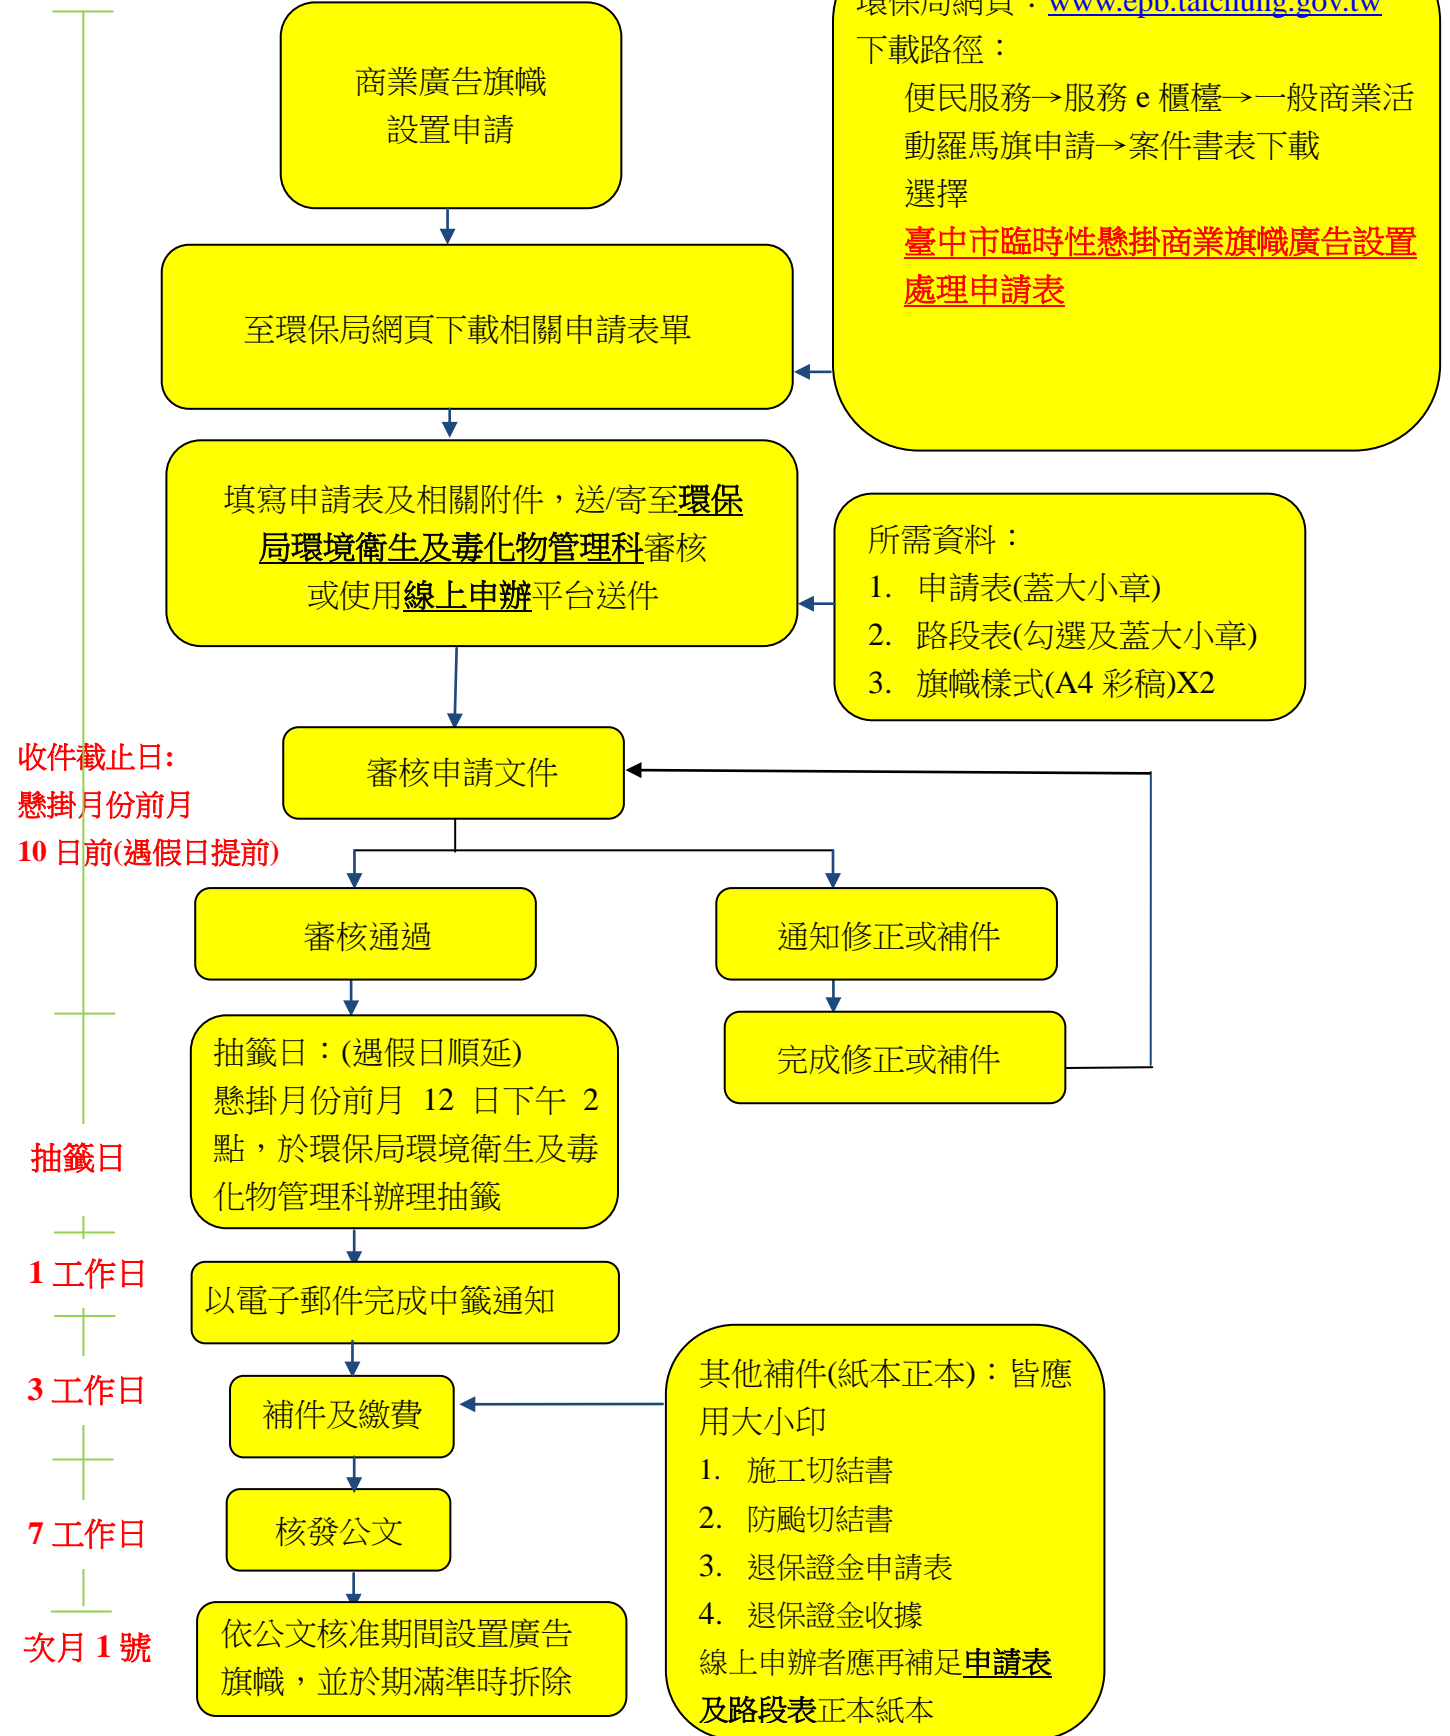 環保局網頁：www.epb.taichung.gov.tw
下載路徑：
便民服務→服務 e 櫃檯→一般商業活
動羅馬旗申請→案件書表下載
選擇
臺中市臨時性懸掛商業旗幟廣告設置
處理申請表
商業廣告旗幟
設置申請
至環保局網頁下載相關申請表單
填寫申請表及相關附件，送/寄至環保
局環境衛生及毒化物管理科審核
或使用線上申辦平台送件
所需資料：
1. 申請表(蓋大小章)
2. 路段表(勾選及蓋大小章)
3. 旗幟樣式(A4 彩稿)X2
收件截止日:
懸掛月份前月
10 日前(遇假日提前)
審核申請文件
審核通過
通知修正或補件
完成修正或補件
抽籤日
抽籤日：(遇假日順延)
懸掛月份前月 12 日下午 2
點，於環保局環境衛生及毒
化物管理科辦理抽籤
1 工作日
以電子郵件完成中籤通知
3 工作日
補件及繳費
其他補件(紙本正本)：皆應
用大小印
1. 施工切結書
2. 防颱切結書
3. 退保證金申請表
4. 退保證金收據
線上申辦者應再補足申請表
及路段表正本紙本
7 工作日
核發公文
次月 1 號
依公文核准期間設置廣告
旗幟，並於期滿準時拆除